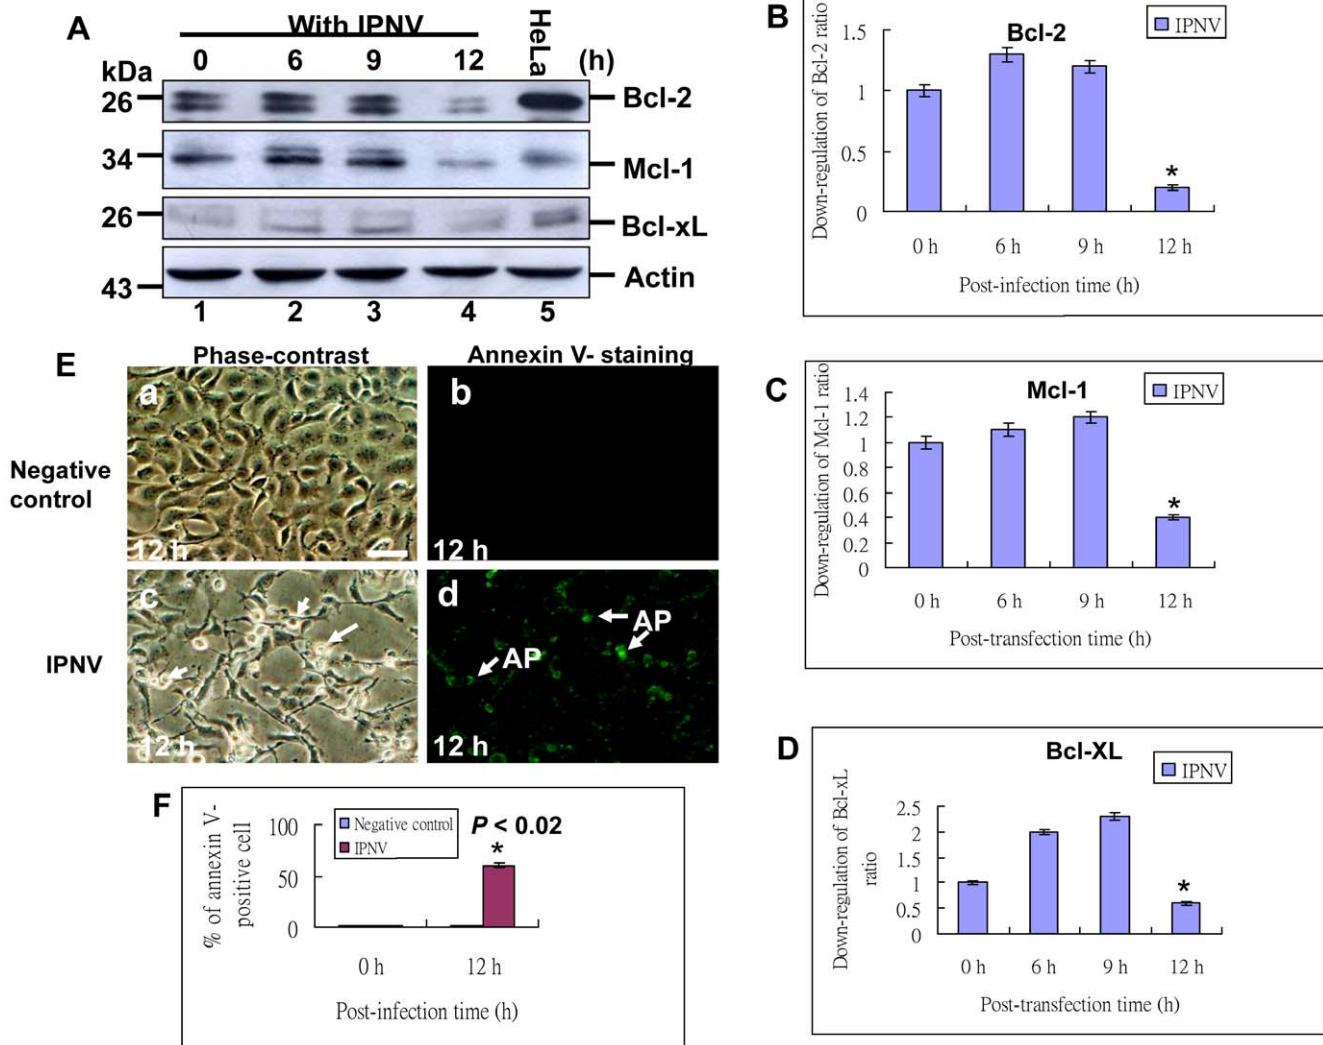 A
With IPNV
HeLa
0 6 9 12 (h)
kDa
26
Bcl-2
34
Mcl-1
26
Bcl-xL
43
Actin
1 2 3 4 5
B
Bcl-2
IPNV
Down-regulation of Bcl-2 ratio
1.5
1
0.5
0
0 h 6 h 9 h 12 h
*
Post-infection time (h)
C
Mcl-1
IPNV
Down-regulation of Mcl-1 ratio
1.4
1.2
1
0.8
0.6
0.4
0.2
0
*
0 h 6 h 9 h 12 h
Post-transfection time (h)
D
Bcl-XL
IPNV
Down-regulation of Bcl-xL
ratio
2.5
2
1.5
1
0.5
0
*
0 h 6 h 9 h 12 h
Post-transfection time (h)
E
Phase-contrast
Annexin V- staining
Negative
control
a
12 h
b
12 h
IPNV
c
12 h
d
AP
AP
12 h
F
% of annexin V-
positive cell
Negative control
IPNV
P < 0.02
*
100
50
0
0 h 12 h
Post-infection time (h)